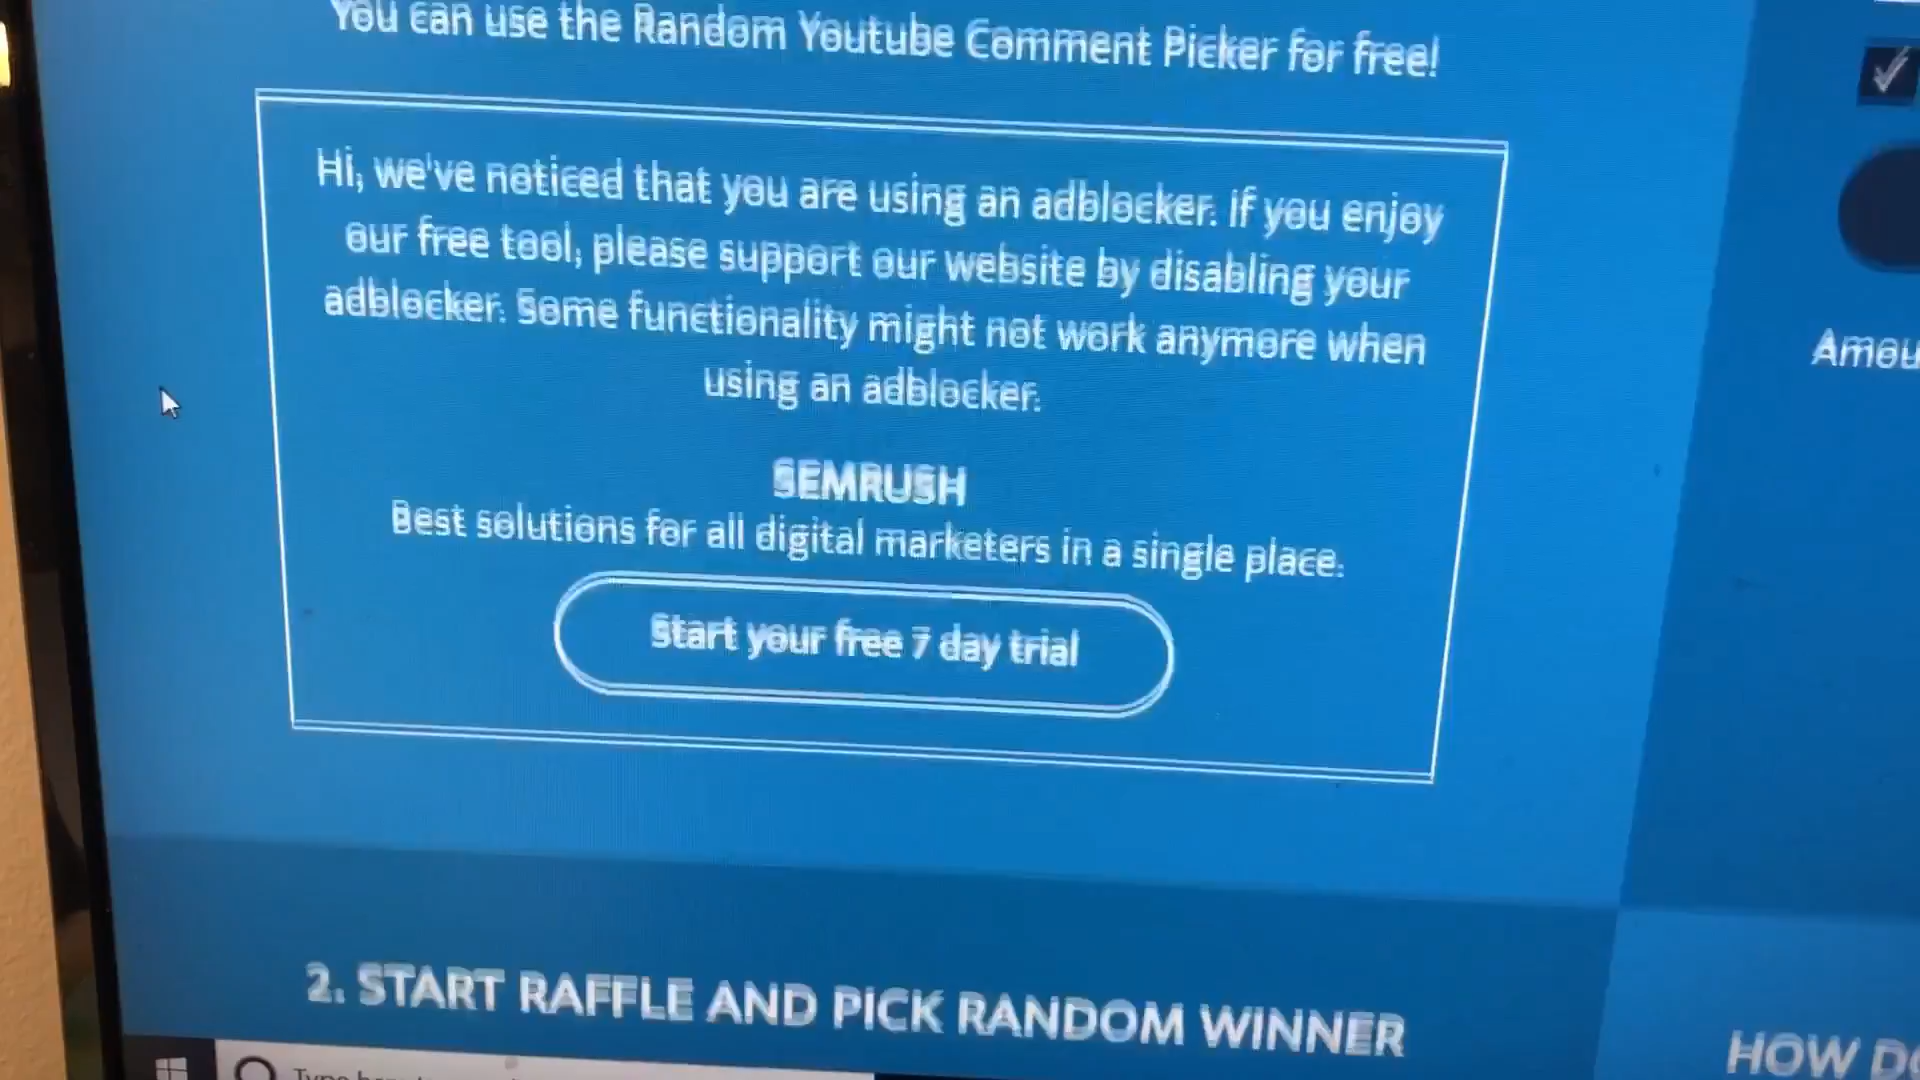 You can use the Random Youtube Comment Picker for free!
Hi, we've noticed that you are using an adblocker. If you enjoy
our free tool, please support our website by disabling your
adblocker. Some functionality might not work anymore when
using an adblocker.
SEMRUSH
Best solutions for all digital marketers in a single place.
Start your free 7 day trial
2. START RAFFLE AND PICK RANDOM WINNER
HOW